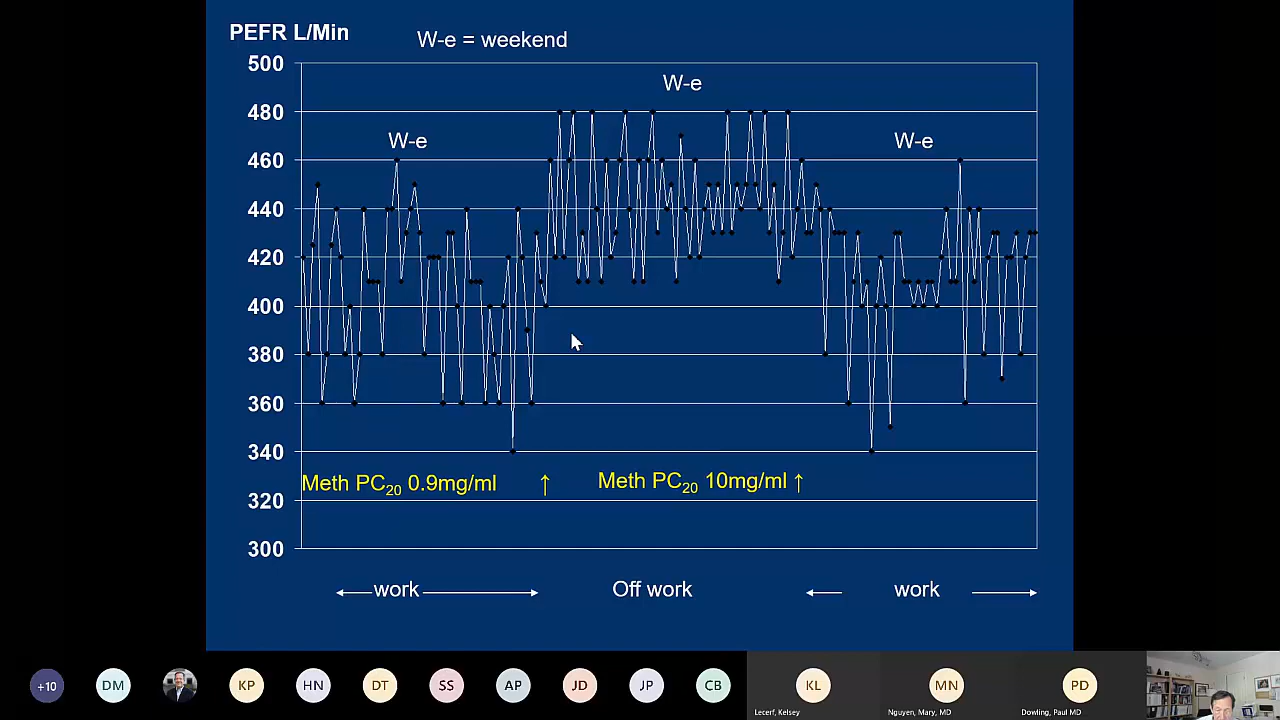 PEFR L/Min
W-e = weekend
500
W-e
480
W-e
W-e
460
440
420
400
380
360
340
Meth PC20 0.9mg/ml ↑ Meth PC20 10mg/ml ↑
320
300
work Off work work
+10 DM KP HN DT SS AP JD JP CB KL MN PD
Lecerf, Kelsey Nguyen, Mary, MD Dowling, Paul MD